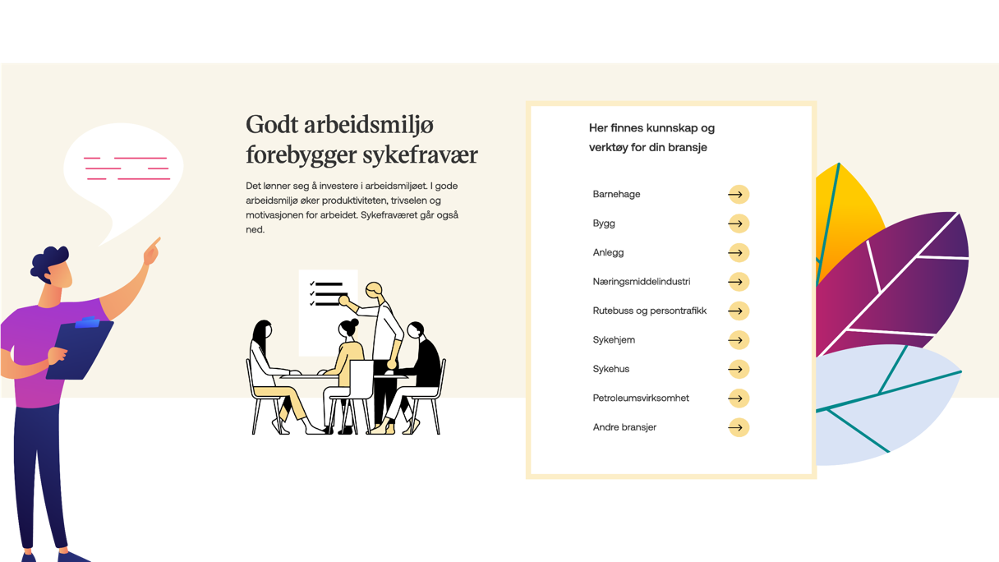 Godt arbeidsmiljø
forebygger sykefravær
Det lønner seg å investere i arbeidsmiljøet. I gode
arbeidsmiljø øker produktiviteten, trivselen og
motivasjonen for arbeidet. Sykefraværet går også
ned.
Her finnes kunnskap og
verktøy for din bransje
Barnehage
Bygg
Anlegg
Næringsmiddelindustri
Rutebuss og persontrafikk
Sykehjem
Sykehus
Petroleumsvirksomhet
Andre bransjer